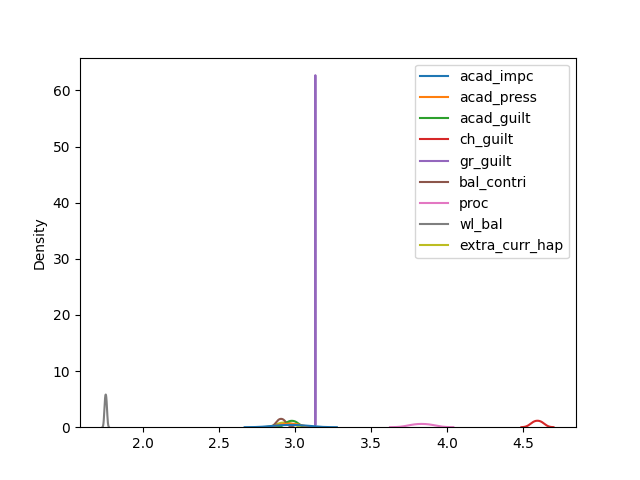 acad_impc
acad_press
acad_guilt
ch_guilt
gr_guilt
bal_contri
proc
wl_bal
extra_curr_hap
Density
60
50
40
30
20
10
0
2.0 2.5 3.0 3.5 4.0 4.5